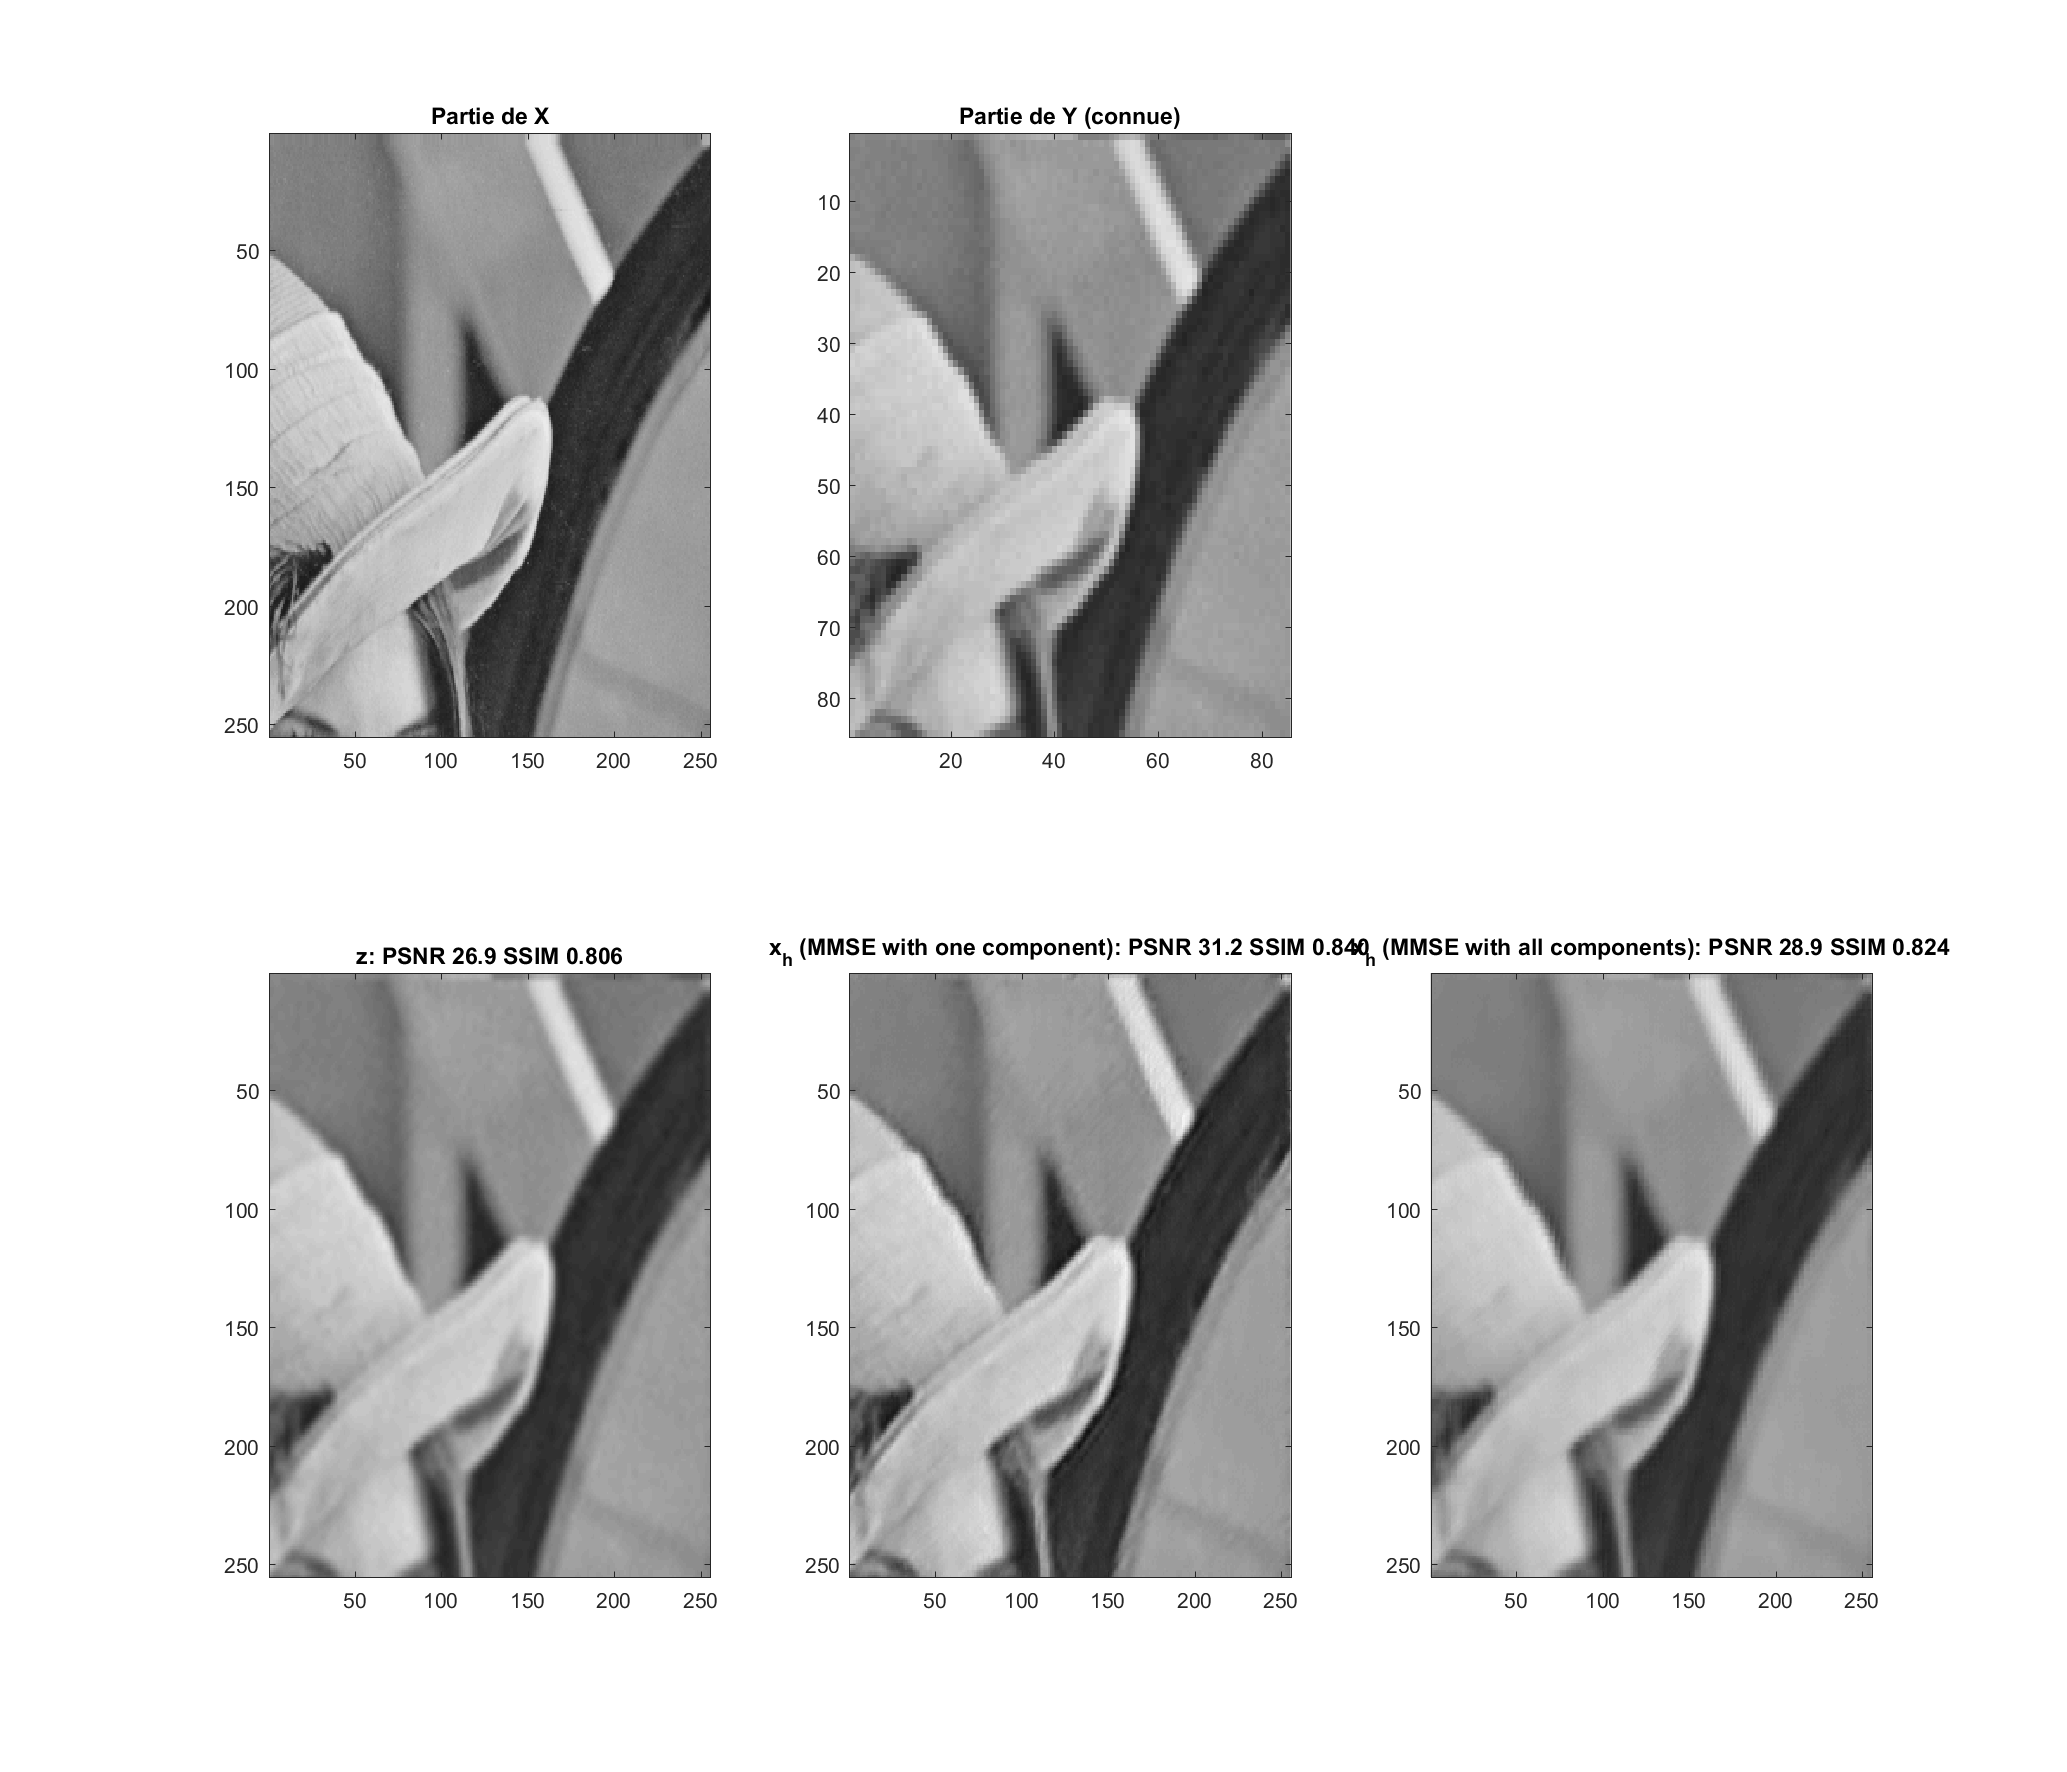 Partie de X
50
100
150
200
250
50 100 150 200 250
Partie de Y (connue)
10
20
30
40
50
60
70
80
20 40 60 80
z: PSNR 26.9 SSIM 0.806
50
100
150
200
250
50 100 150 200 250
x_h (MMSE with one component): PSNR 31.2 SSIM 0.840
50
100
150
200
250
50 100 150 200 250
x_h (MMSE with all components): PSNR 28.9 SSIM 0.824
50
100
150
200
250
50 100 150 200 250